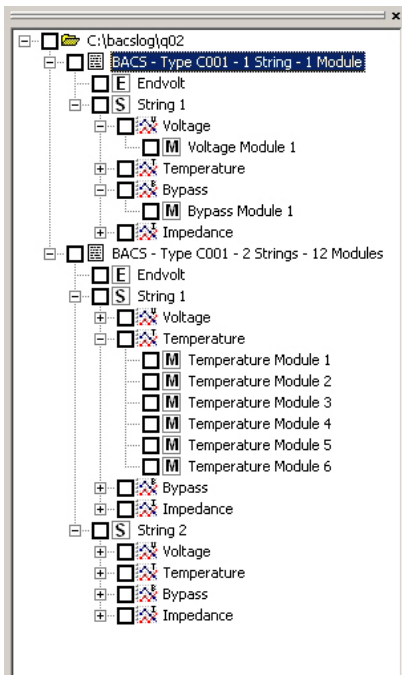 x
C:\bacslog\q02
BACS - Type C001 - 1 String - 1 Module
E Endvolt
S String 1
U Voltage
M Voltage Module 1
T Temperature
B Bypass
M Bypass Module 1
I Impedance
BACS - Type C001 - 2 Strings - 12 Modules
E Endvolt
S String 1
U Voltage
T Temperature
M Temperature Module 1
M Temperature Module 2
M Temperature Module 3
M Temperature Module 4
M Temperature Module 5
M Temperature Module 6
B Bypass
I Impedance
S String 2
U Voltage
T Temperature
B Bypass
I Impedance